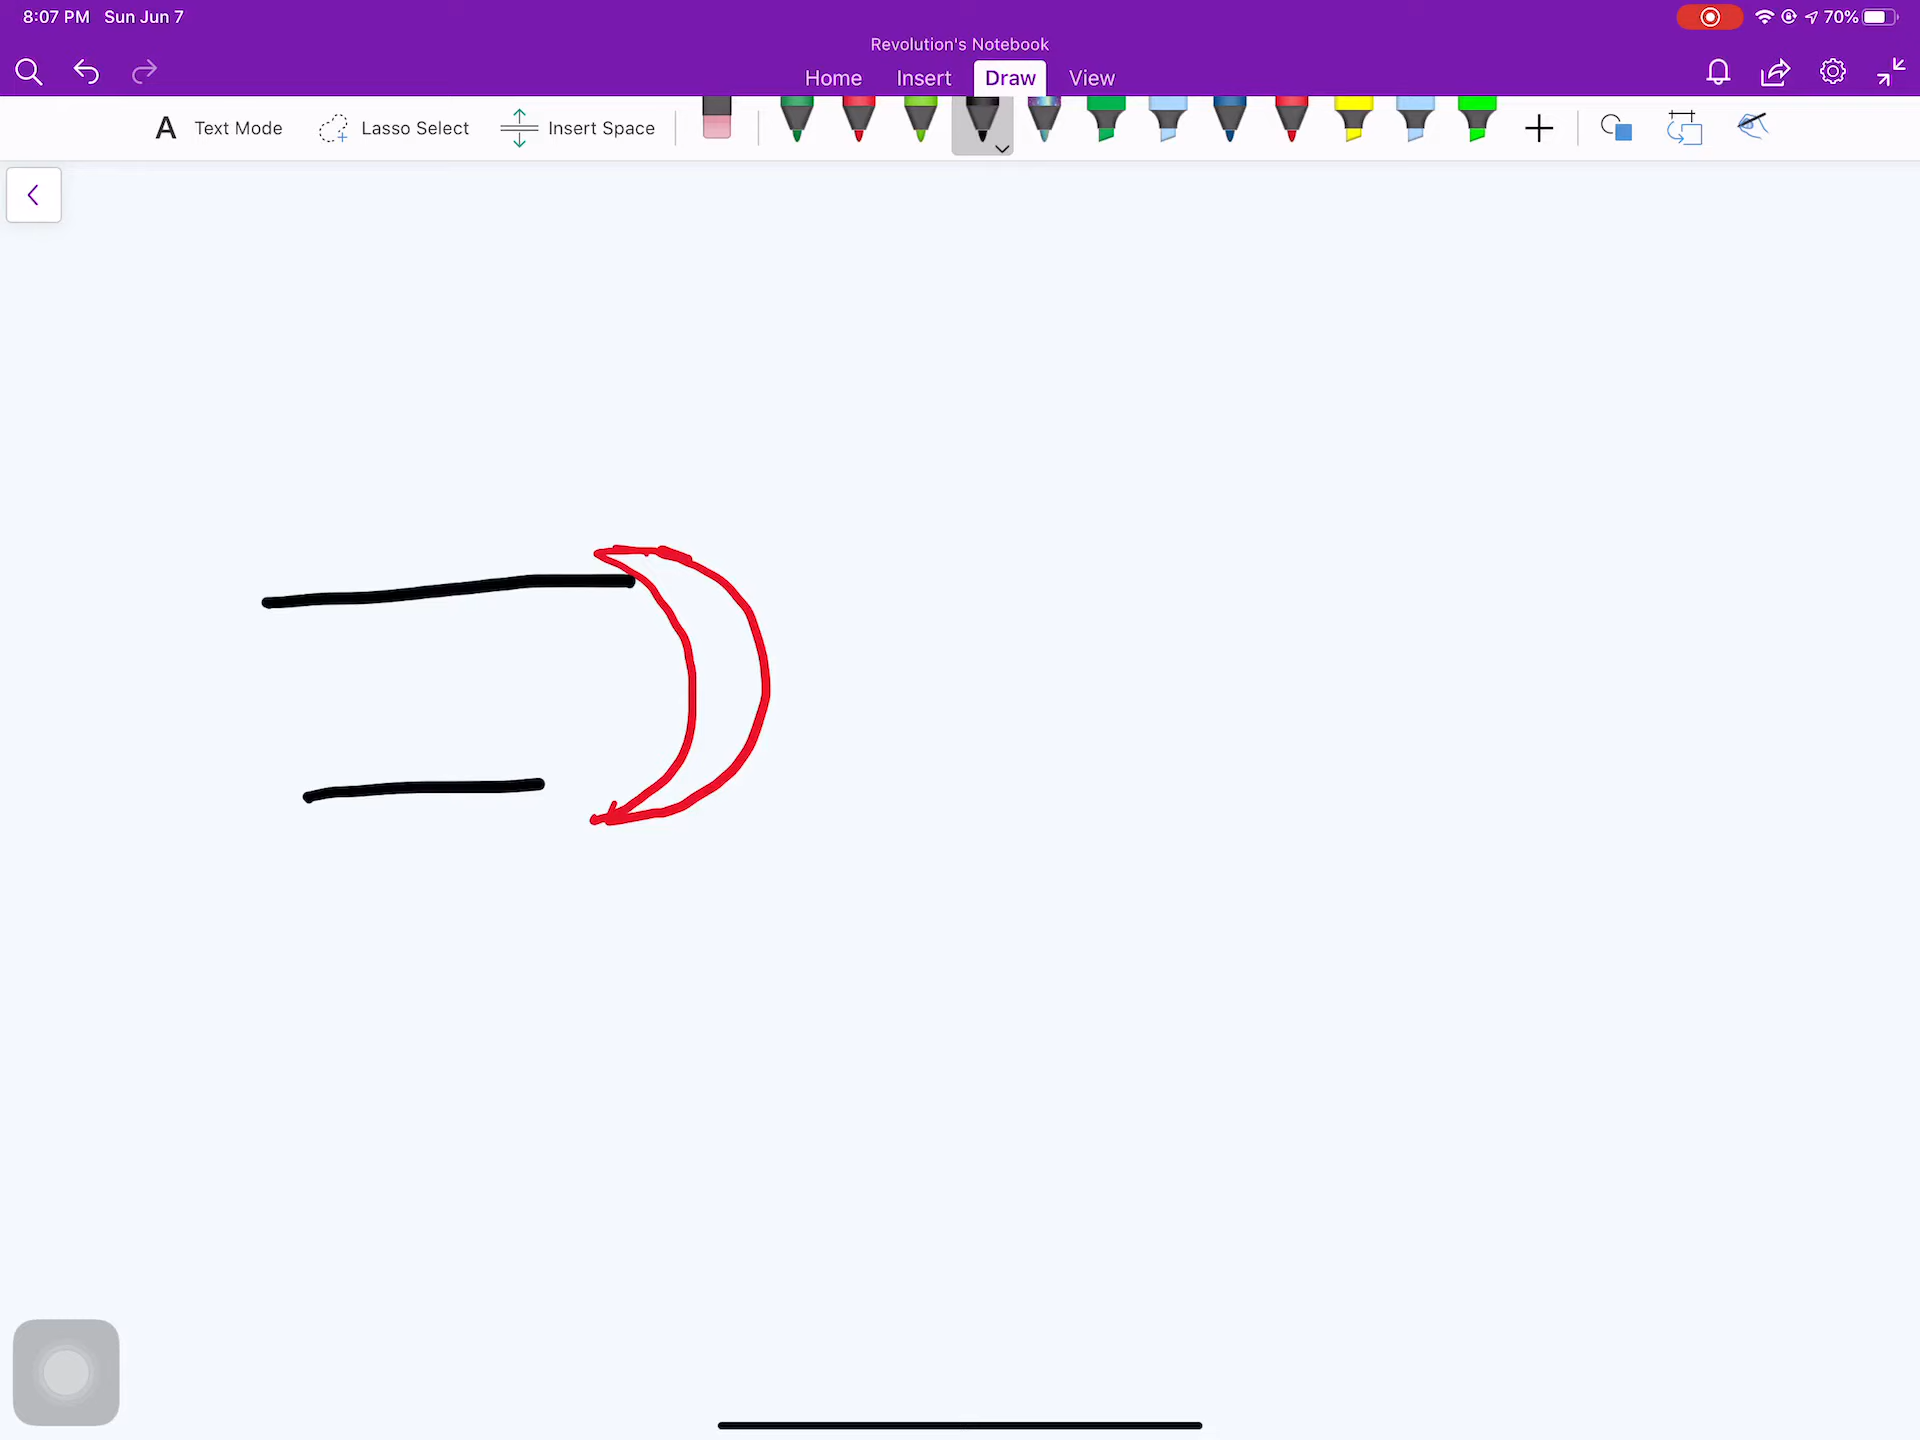 8:07 PM Sun Jun 7
70%
Revolution's Notebook
Home Insert Draw View
A Text Mode Lasso Select Insert Space